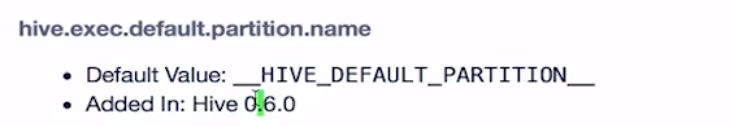 hive.exec.default.partition.name
• Default Value: __HIVE_DEFAULT_PARTITION__
• Added In: Hive 0.6.0